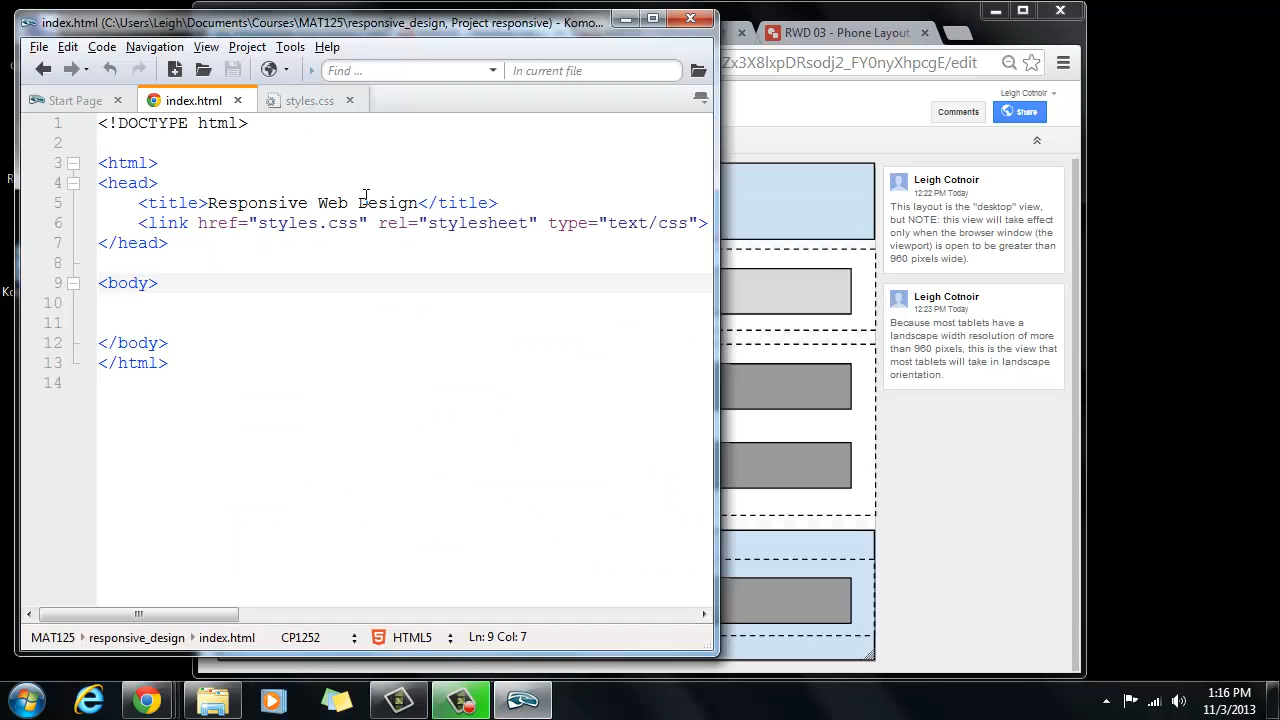 index.html (C:\Users\Leigh\Documents\Courses\MAT125\responsive_design, Project responsive) - Komo...
File Edit Code Navigation View Project Tools Help
Find ... In current file
Start Page index.html styles.css
1 <!DOCTYPE html>
2
3 <html>
4 <head>
5 <title>Responsive Web Design</title>
6 <link href="styles.css" rel="stylesheet" type="text/css">
7 </head>
8
9 <body>
10
11
12 </body>
13 </html>
14
MAT125 responsive_design index.html CP1252 HTML5 Ln: 9 Col: 7
RWD 03 - Phone Layout
Zx3X8lxpDRsodj2_FY0nyXhpcgE/edit
Leigh Cotnoir
Comments Share
Leigh Cotnoir
12:22 PM Today
This layout is the "desktop" view,
but NOTE: this view will take effect
only when the browser window (the
viewport) is open to be greater than
960 pixels wide).
Leigh Cotnoir
12:23 PM Today
Because most tablets have a
landscape width resolution of more
than 960 pixels, this is the view that
most tablets will take in landscape
orientation.
1:16 PM
11/3/2013